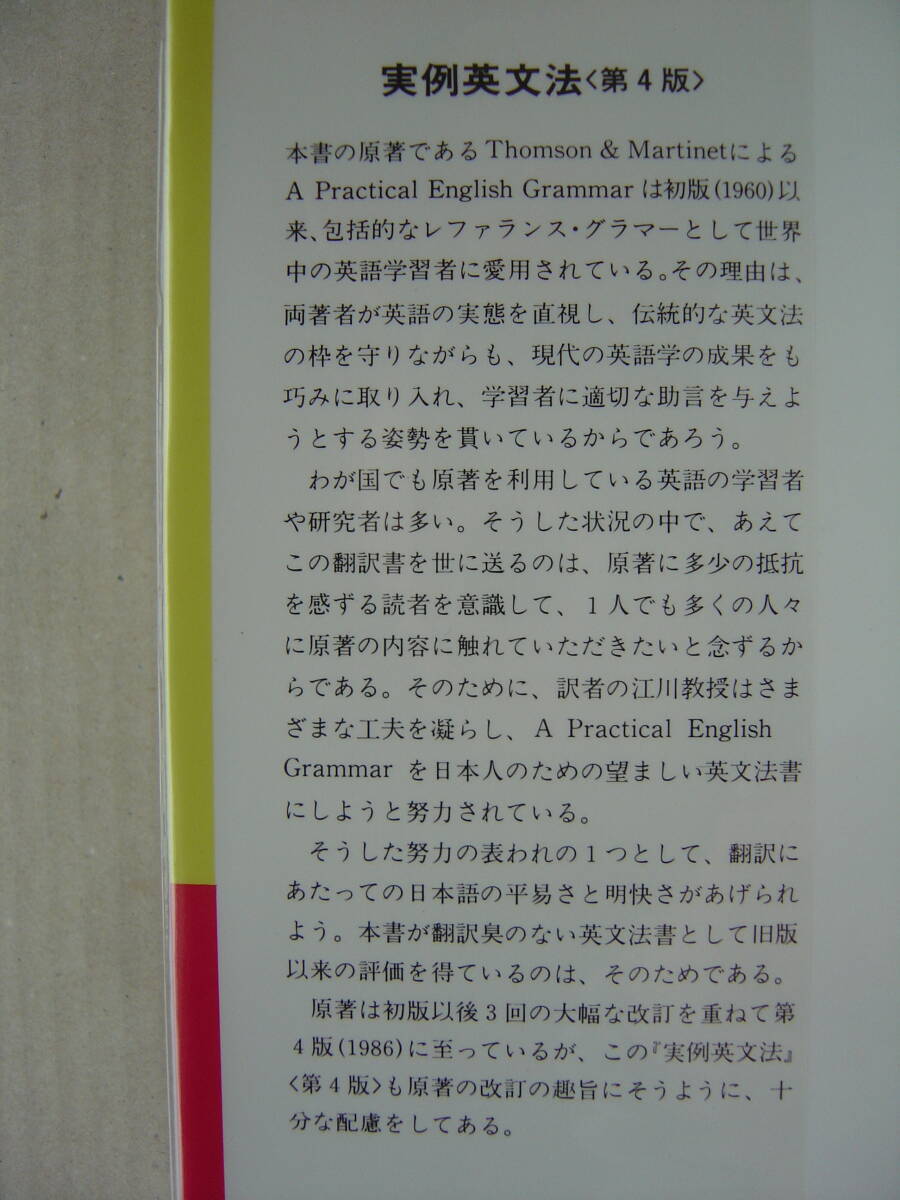 実例英文法<第4版>
本書の原著であるThomson & Martinetによる
A Practical English Grammar は初版(1960)以
来、包括的なレファランス・グラマーとして世界
中の英語学習者に愛用されている。その理由は、
両著者が英語の実態を直視し、伝統的な英文法
の枠を守りながらも、現代の英語学の成果をも
巧みに取り入れ、学習者に適切な助言を与えよ
うとする姿勢を貫いているからであろう。
わが国でも原著を利用している英語の学習者
や研究者は多い。そうした状況の中で、あえて
この翻訳書を世に送るのは、原著に多少の抵抗
を感ずる読者を意識して、1人でも多くの人々
に原著の内容に触れていただきたいと念ずるか
らである。そのために、訳者の江川教授はさま
ざまな工夫を凝らし、A Practical English
Grammar を日本人のための望ましい英文法書
にしようと努力されている。
そうした努力の表われの1つとして、翻訳に
あたっての日本語の平易さと明快さがあげられ
よう。本書が翻訳臭のない英文法書として旧版
以来の評価を得ているのは、そのためである。
原著は初版以後3回の大幅な改訂を重ねて第
4版(1986)に至っているが、この『実例英文法』
<第4版>も原著の改訂の趣旨にそうように、十
分な配慮をしてある。